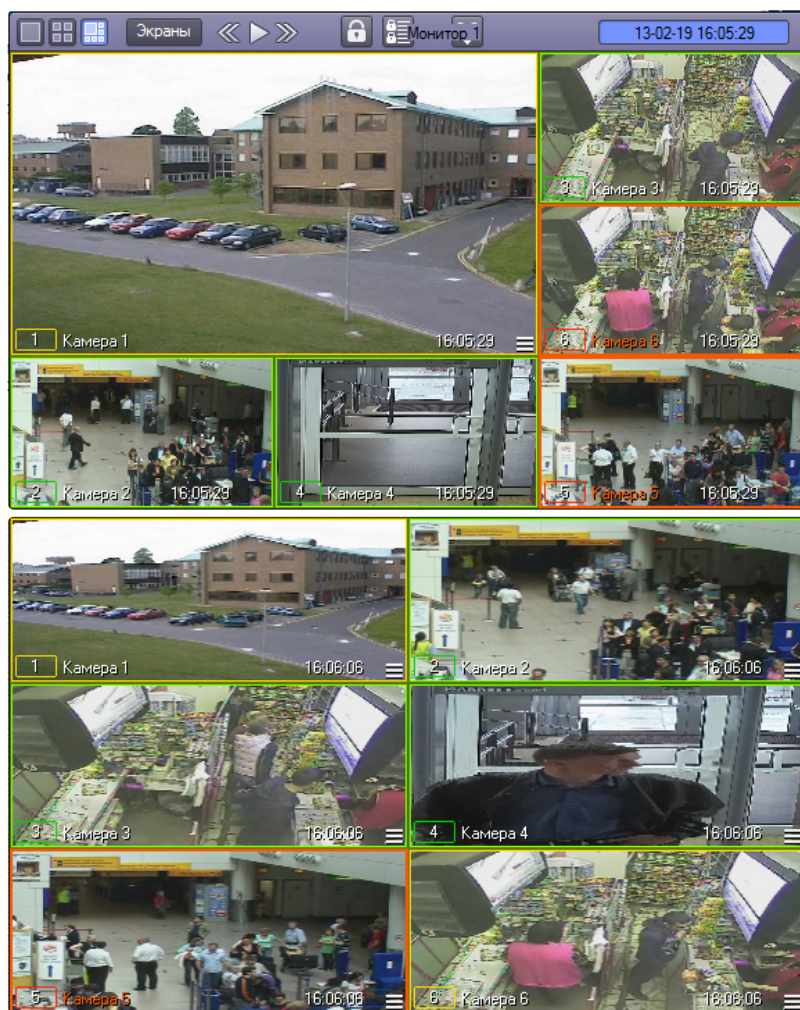 Экраны
Монитор 1
13-02-19 16:05:29
1 Камера 1 16:05:29
3 Камера 3 16:05:29
6 Камера 6 16:05:29
2 Камера 2 16:05:29
4 Камера 4 16:05:29
5 Камера 5 16:05:29
1 Камера 1 16:06:06
2 Камера 2 16:06:06
3 Камера 3 16:06:06
4 Камера 4 16:06:06
5 Камера 5 16:06:06
6 Камера 6 16:06:06